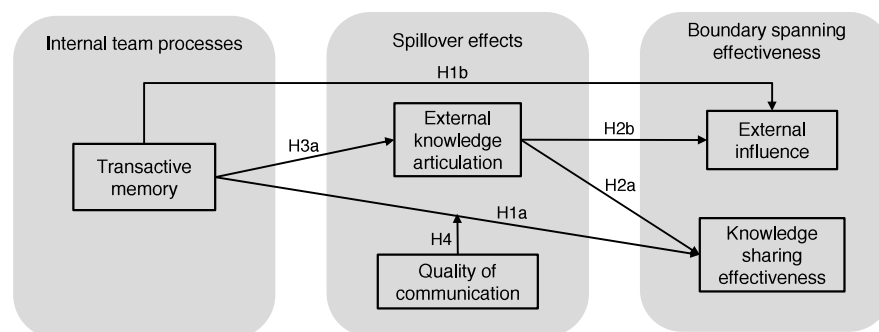 Internal team processes
Spillover effects
Boundary spanning
effectiveness
H1b
External
knowledge
articulation
H3a
H2b
External
influence
Transactive
memory
H2a
H1a
H4
Quality of
communication
Knowledge
sharing
effectiveness